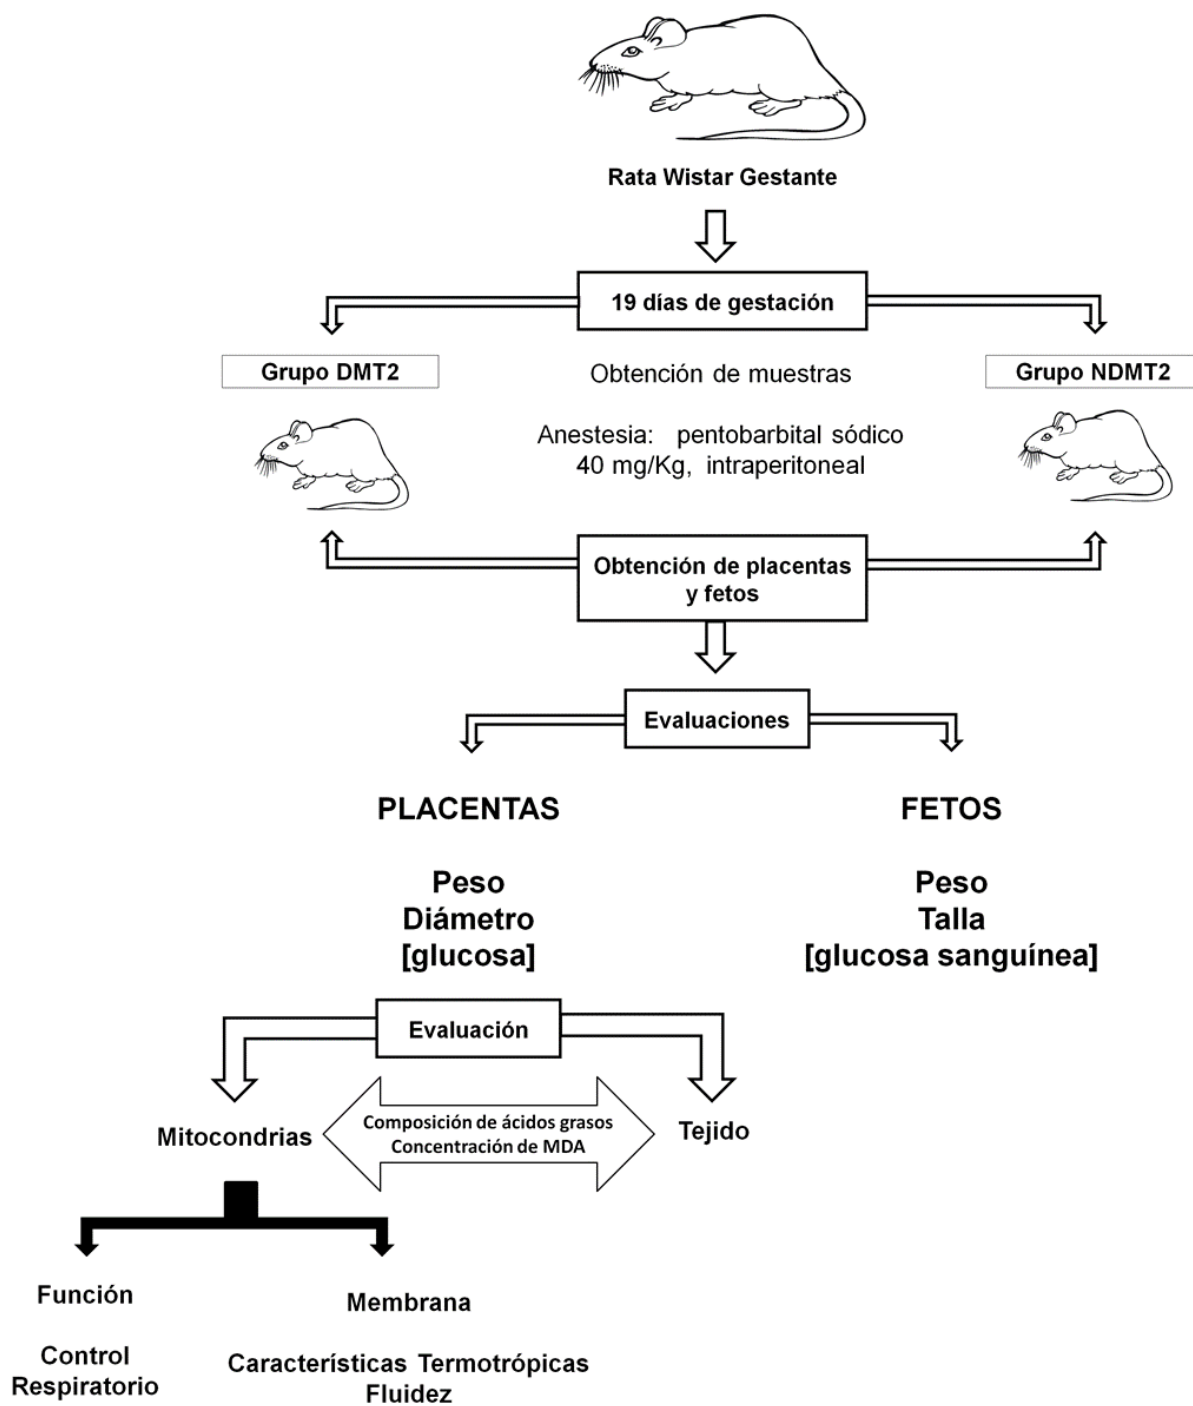 Rata Wistar Gestante
19 días de gestación
Grupo DMT2
Obtención de muestras
Grupo NDMT2
Anestesia: pentobarbital sódico
40 mg/Kg, intraperitoneal
Obtención de placentas
y fetos
Evaluaciones
PLACENTAS
FETOS
Peso
Diámetro
[glucosa]
Peso
Talla
[glucosa sanguínea]
Evaluación
Mitocondrias
Composición de ácidos grasos
Concentración de MDA
Tejido
Función
Membrana
Control
Respiratorio
Características Termotrópicas
Fluidez